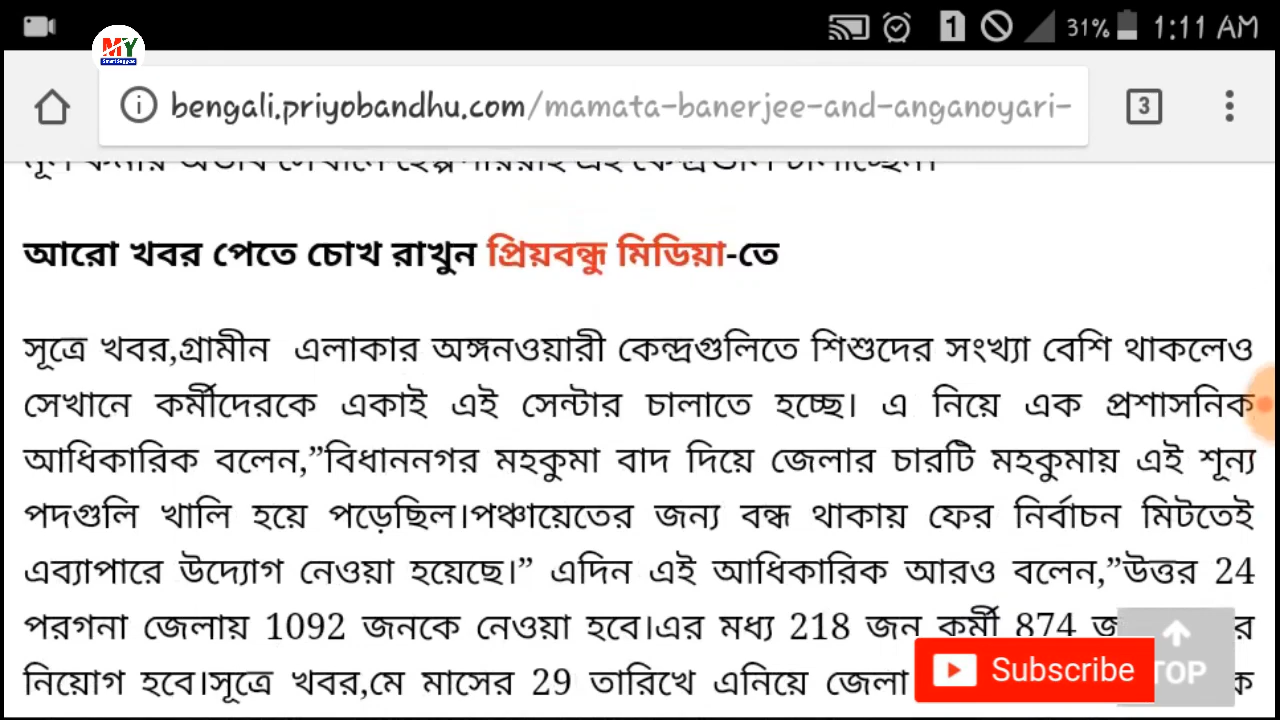 31% 1:11 AM
MY
bengali.priyobandhu.com/mamata-banerjee-and-anganoyari-
3
আরো খবর পেতে চোখ রাখুন প্রিয়বন্ধু মিডিয়া-তে
সূত্রে খবর,গ্রামীন এলাকার অঙ্গনওয়ারী কেন্দ্রগুলিতে শিশুদের সংখ্যা বেশি থাকলেও
সেখানে কর্মীদেরকে একাই এই সেন্টার চালাতে হচ্ছে। এ নিয়ে এক প্রশাসনিক
আধিকারিক বলেন,”বিধাননগর মহকুমা বাদ দিয়ে জেলার চারটি মহকুমায় এই শূন্য
পদগুলি খালি হয়ে পড়েছিল।পঞ্চায়েতের জন্য বন্ধ থাকায় ফের নির্বাচন মিটতেই
এব্যাপারে উদ্যোগ নেওয়া হয়েছে।” এদিন এই আধিকারিক আরও বলেন,”উত্তর 24
পরগনা জেলায় 1092 জনকে নেওয়া হবে।এর মধ্য 218 জন কর্মী 874
নিয়োগ হবে।সূত্রে খবর,মে মাসের 29 তারিখে এনিয়ে জেলা
Subscribe
TOP